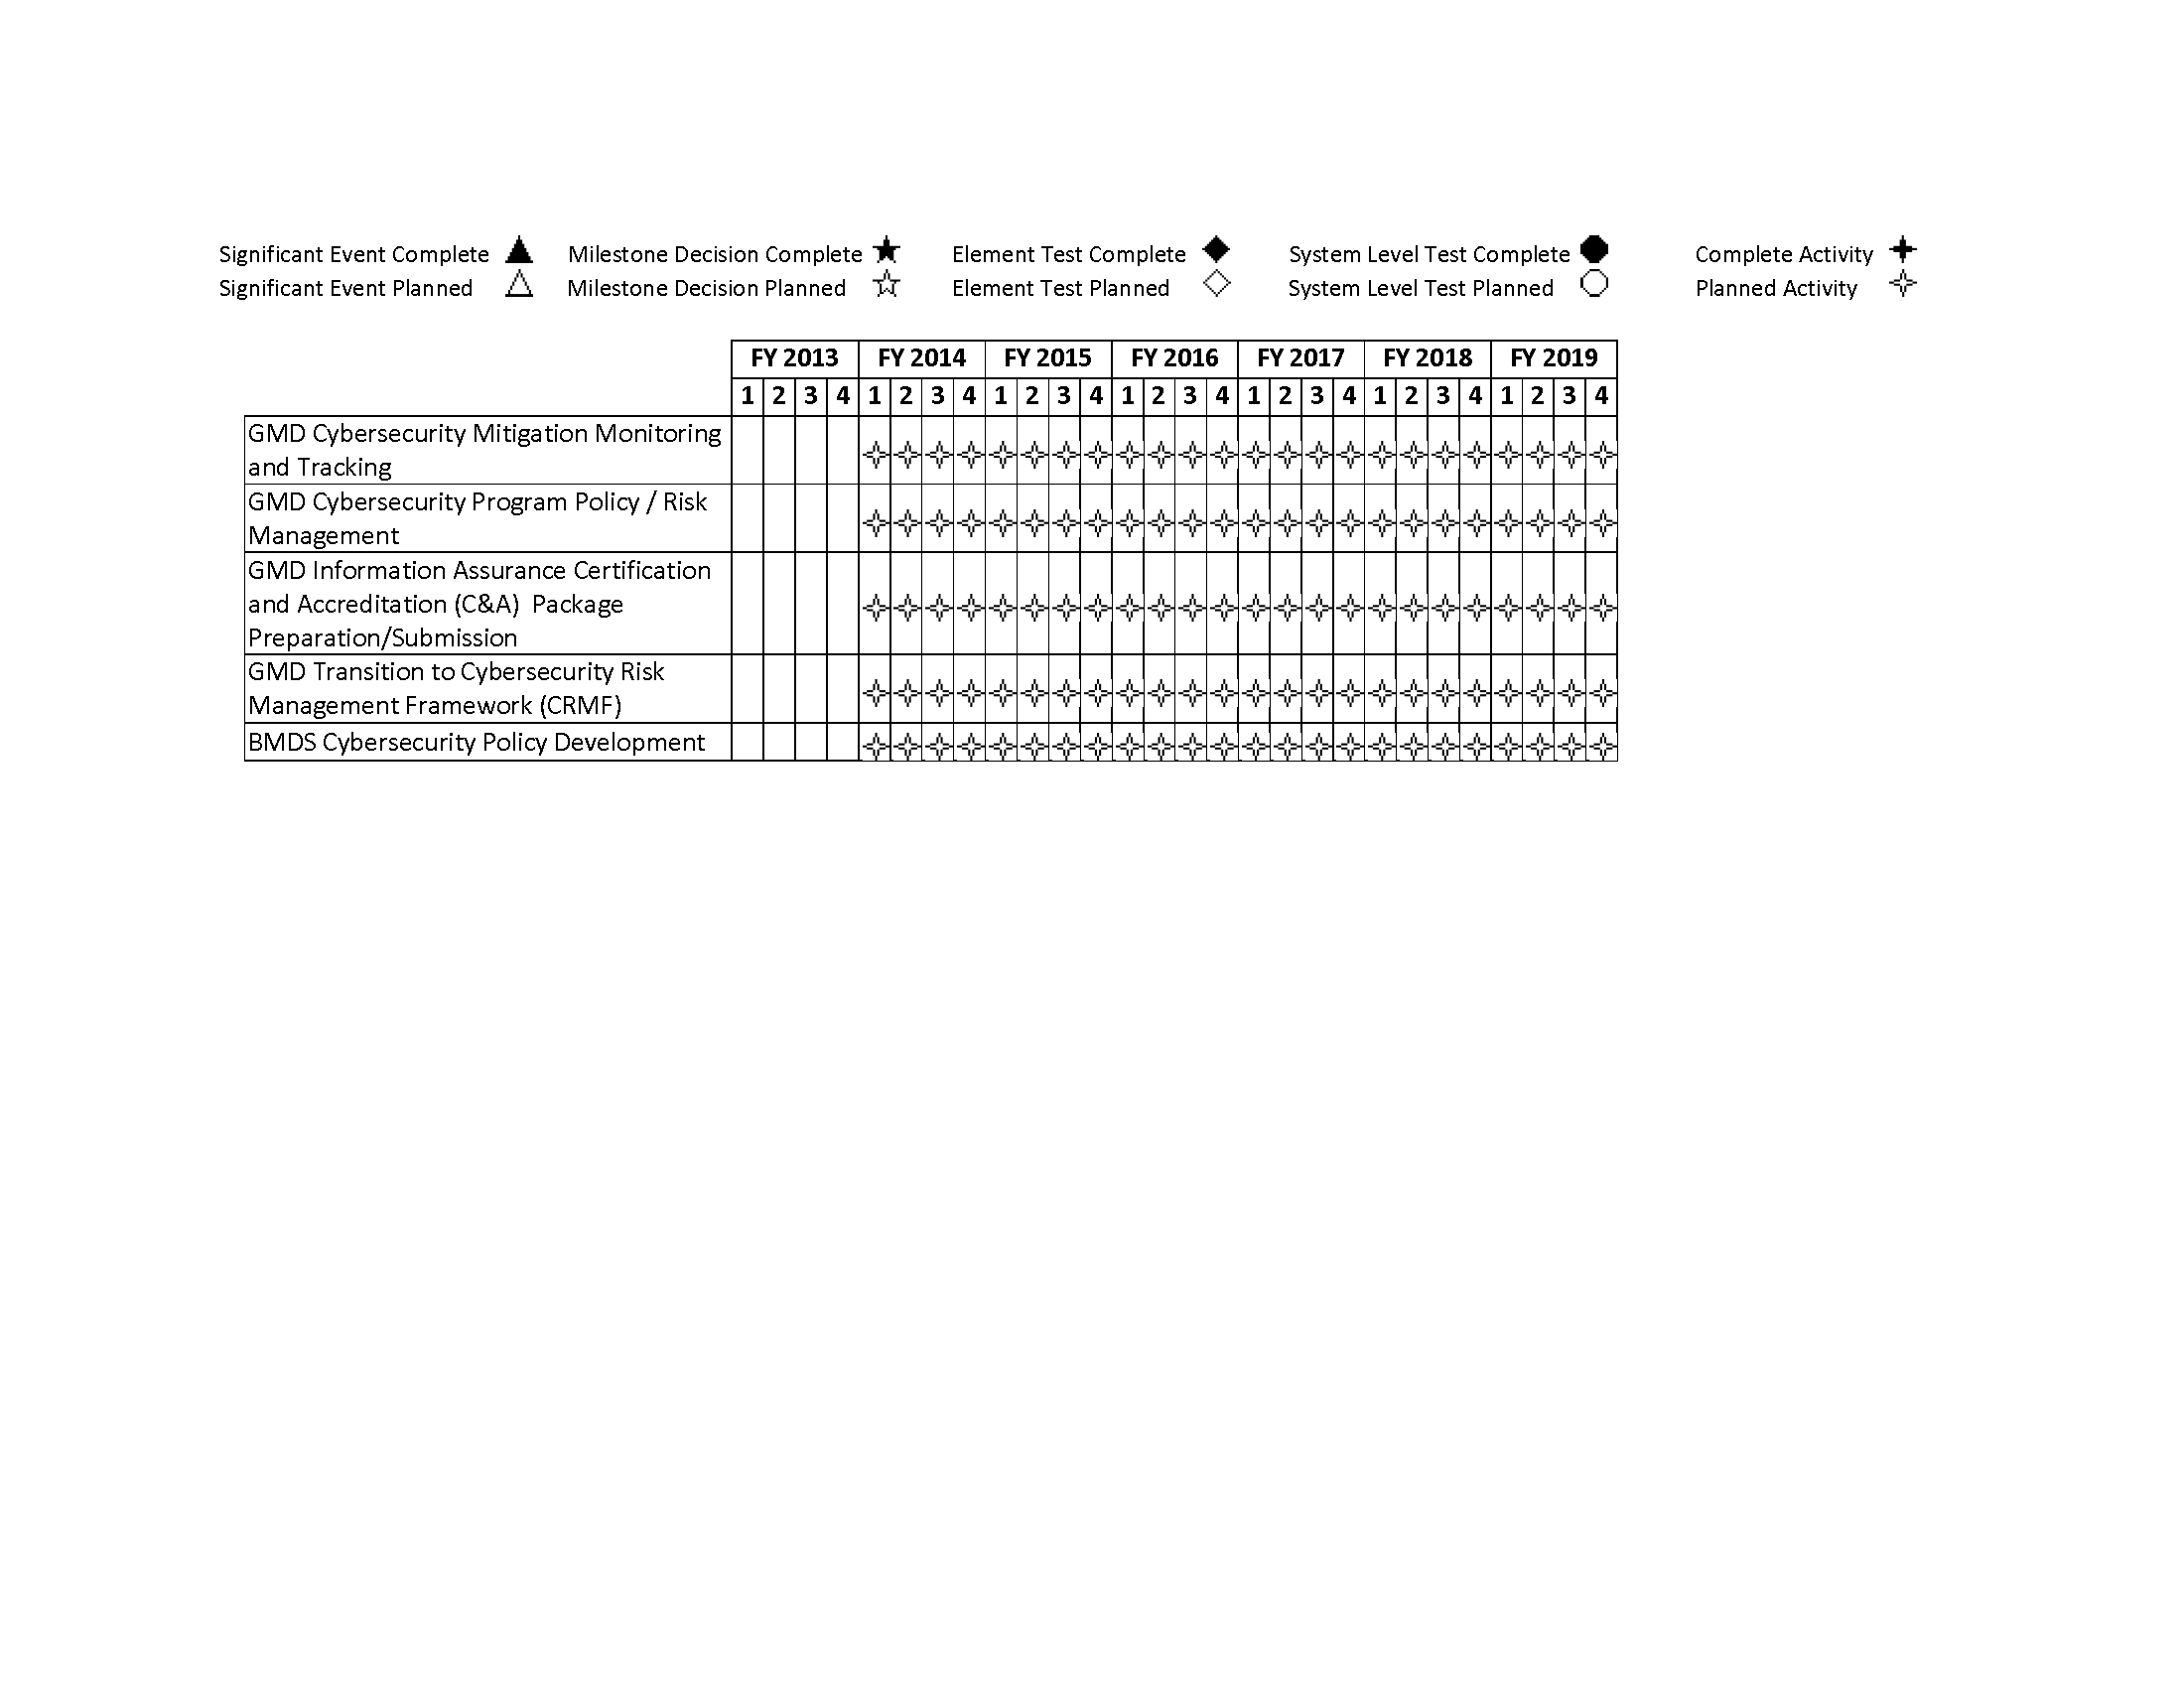 Significant Event Complete Milestone Decision Complete Element Test Complete System Level Test Complete Complete Activity
Significant Event Planned Milestone Decision Planned Element Test Planned System Level Test Planned Planned Activity
FY 2013 FY 2014 FY 2015 FY 2016 FY 2017 FY 2018 FY 2019
1 2 3 4 1 2 3 4 1 2 3 4 1 2 3 4 1 2 3 4 1 2 3 4 1 2 3 4
GMD Cybersecurity Mitigation Monitoring
and Tracking
GMD Cybersecurity Program Policy / Risk
Management
GMD Information Assurance Certification
and Accreditation (C&A) Package
Preparation/Submission
GMD Transition to Cybersecurity Risk
Management Framework (CRMF)
BMDS Cybersecurity Policy Development